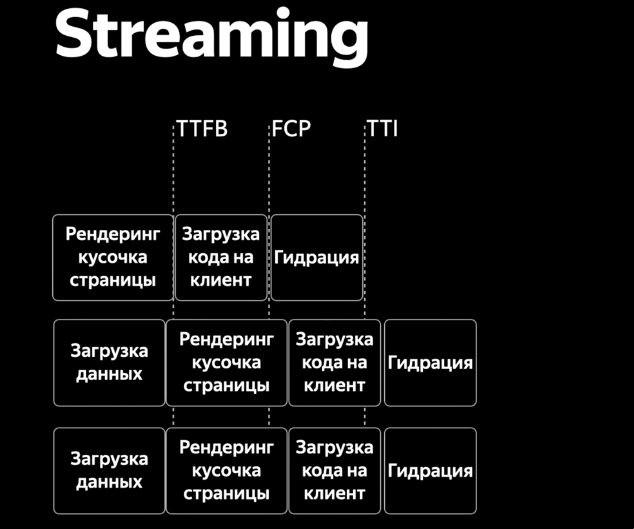 Streaming
TTFB
FCP
TTI
Рендеринг
кусочка
страницы
Загрузка
кода на
клиент
Гидрация
Загрузка
данных
Рендеринг
кусочка
страницы
Загрузка
кода на
клиент
Гидрация
Загрузка
данных
Рендеринг
кусочка
страницы
Загрузка
кода на
клиент
Гидрация